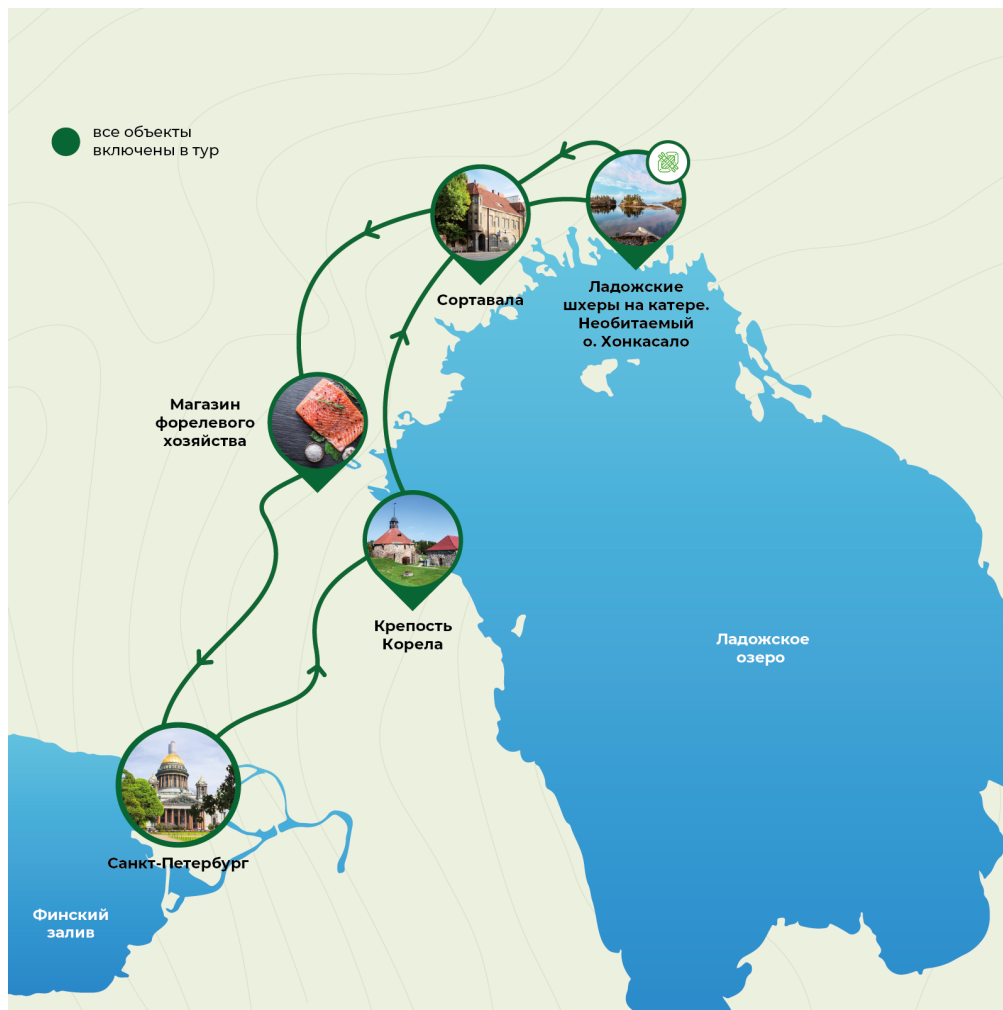 все объекты
включены в тур
Сортавала
Ладожские
шхеры на катере.
Необитаемый
о. Хонкасало
Магазин
форелевого
хозяйства
Крепость
Корела
Ладожское
озеро
Санкт-Петербург
Финский
залив